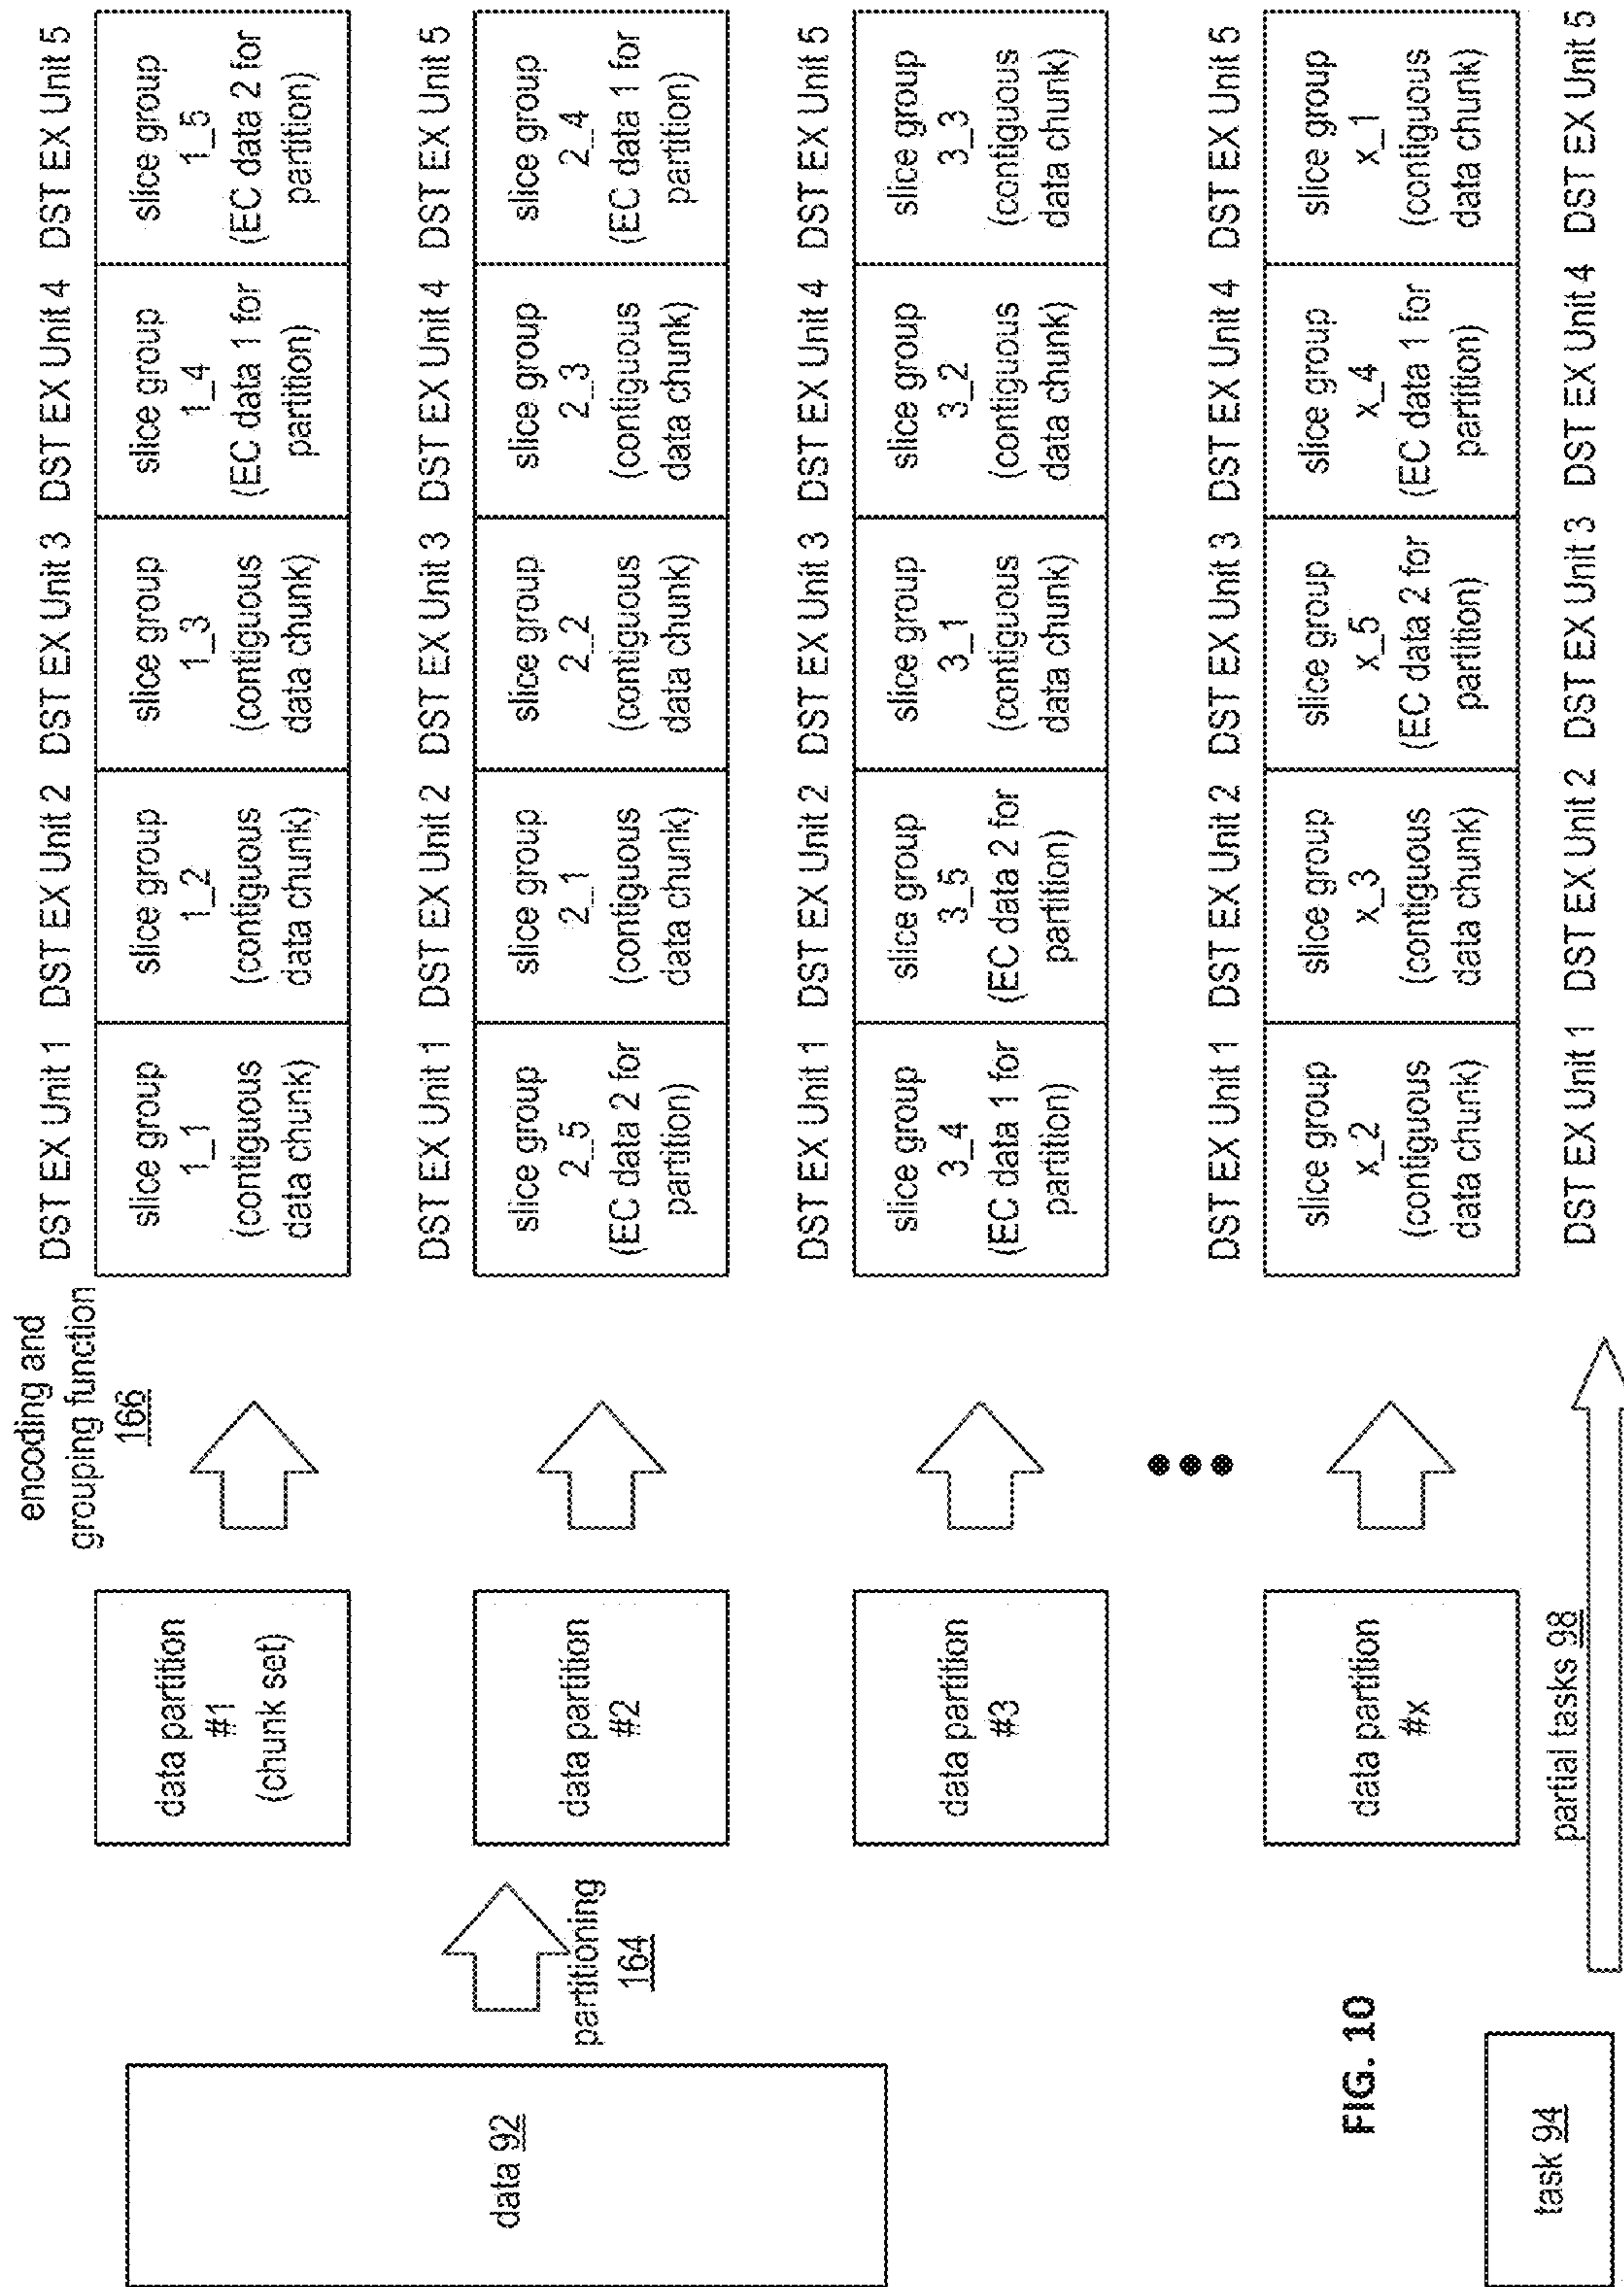 encoding and
grouping function
166
data 92
partitioning
164
data partition
#1
(chunk set)
DST EX Unit 1
DST EX Unit 2
DST EX Unit 3
DST EX Unit 4
DST EX Unit 5
slice group
1_1
(contiguous
data chunk)
slice group
1_2
(contiguous
data chunk)
slice group
1_3
(contiguous
data chunk)
slice group
1_4
(EC data 1 for
partition)
slice group
1_5
(EC data 2 for
partition)
data partition
#2
DST EX Unit 1
DST EX Unit 2
DST EX Unit 3
DST EX Unit 4
DST EX Unit 5
slice group
2_5
(EC data 2 for
partition)
slice group
2_1
(contiguous
data chunk)
slice group
2_2
(contiguous
data chunk)
slice group
2_3
(contiguous
data chunk)
slice group
2_4
(EC data 1 for
partition)
data partition
#3
DST EX Unit 1
DST EX Unit 2
DST EX Unit 3
DST EX Unit 4
DST EX Unit 5
slice group
3_4
(EC data 1 for
partition)
slice group
3_5
(EC data 2 for
partition)
slice group
3_1
(contiguous
data chunk)
slice group
3_2
(contiguous
data chunk)
slice group
3_3
(contiguous
data chunk)
data partition
#x
DST EX Unit 1
DST EX Unit 2
DST EX Unit 3
DST EX Unit 4
DST EX Unit 5
slice group
x_2
(contiguous
data chunk)
slice group
x_3
(contiguous
data chunk)
slice group
x_5
(EC data 2 for
partition)
slice group
x_4
(EC data 1 for
partition)
slice group
x_1
(contiguous
data chunk)
FIG. 10
task 94
partial tasks 98
DST EX Unit 1
DST EX Unit 2
DST EX Unit 3
DST EX Unit 4
DST EX Unit 5